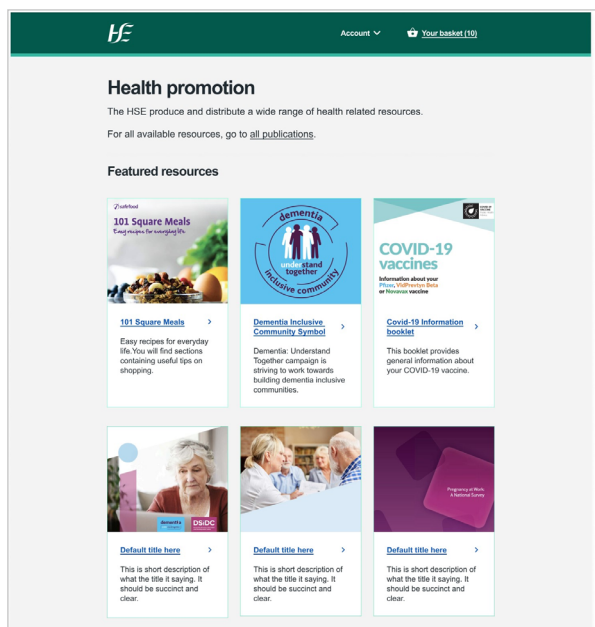 HE
Account
Your basket (10)
Health promotion
The HSE produce and distribute a wide range of health related resources.
For all available resources, go to all publications.
Featured resources
safefood
101 Square Meals
Easy recipes for everyday life
dementia
understand
together
inclusive community
COVID-19
vaccines
Information about your
Pfizer, VidPrevtyn Beta
or Novavax vaccine
101 Square Meals
Easy recipes for everyday
life.You will find sections
containing useful tips on
shopping.
Dementia Inclusive
Community Symbol
Dementia: Understand
Together campaign is
striving to work towards
building dementia inclusive
communities.
Covid-19 Information
booklet
This booklet provides
general information about
your COVID-19 vaccine.
dementia
DSiDC
Pregnancy at Work:
A National Survey
Default title here
This is short description of
what the title it saying. It
should be succinct and
clear.
Default title here
This is short description of
what the title it saying. It
should be succinct and
clear.
Default title here
This is short description of
what the title it saying. It
should be succinct and
clear.